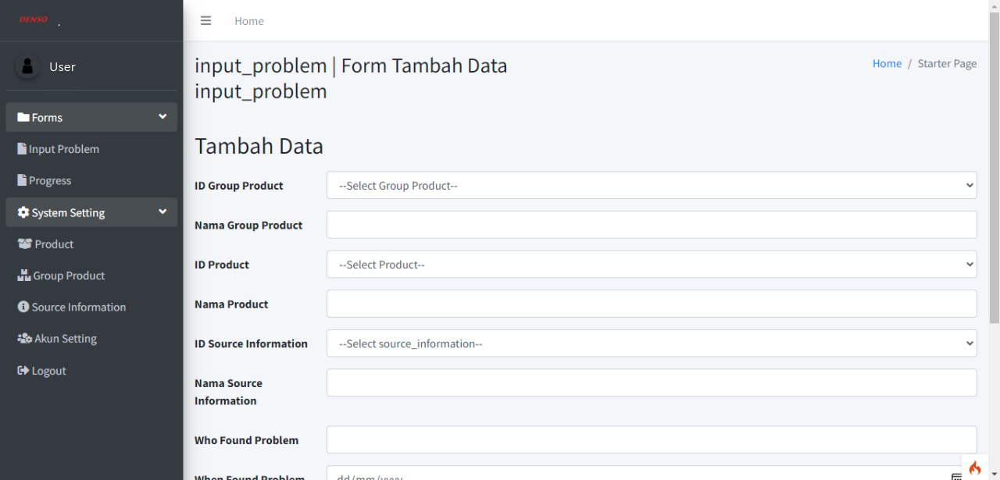 DENSO .
Home
User
input_problem | Form Tambah Data
input_problem
Home / Starter Page
Forms
Input Problem
Progress
System Setting
Product
Group Product
Source Information
Akun Setting
Logout
Tambah Data
ID Group Product
--Select Group Product--
Nama Group Product
ID Product
--Select Product--
Nama Product
ID Source Information
--Select source_information--
Nama Source
Information
Who Found Problem
When Found Problem
dd/mm/yyyy